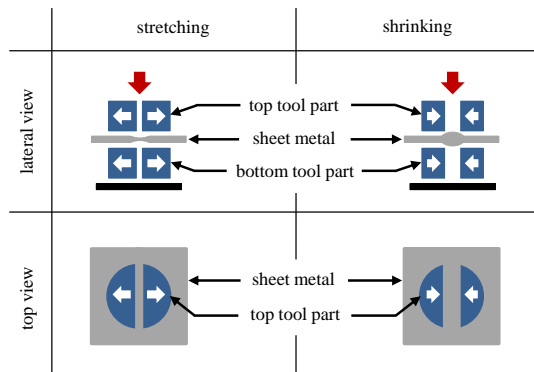 stretching
shrinking
lateral view
top tool part
sheet metal
bottom tool part
top view
sheet metal
top tool part